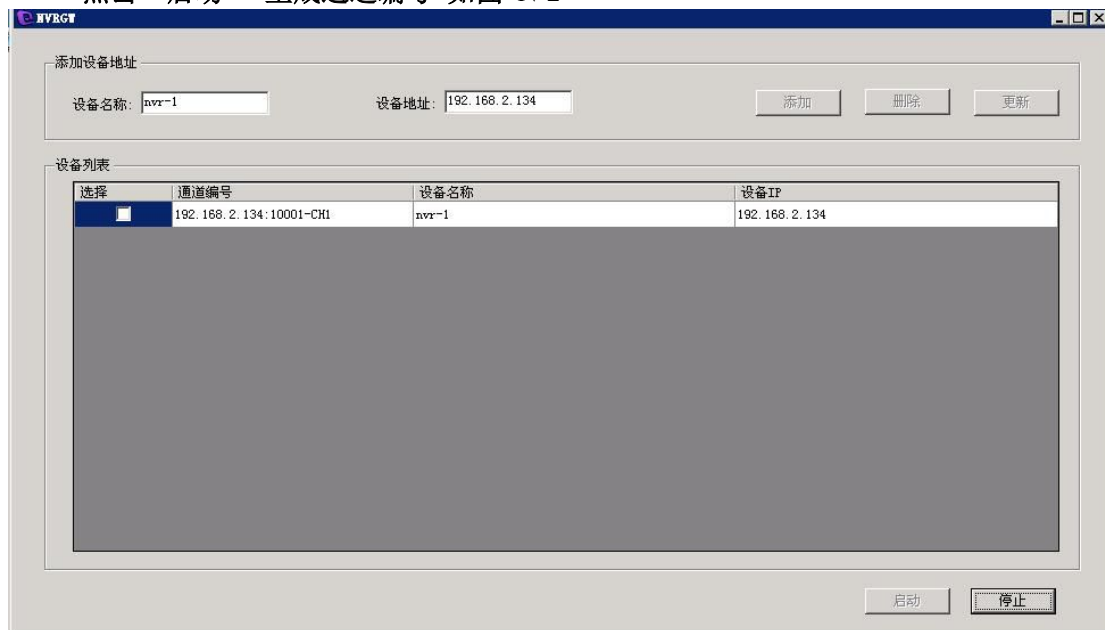 NVRGT
添加设备地址
设备名称: nvr-1 设备地址: 192.168.2.134 添加 删除 更新
设备列表
选择 通道编号 设备名称 设备IP
192.168.2.134:10001-CH1 nvr-1 192.168.2.134
启动 停止